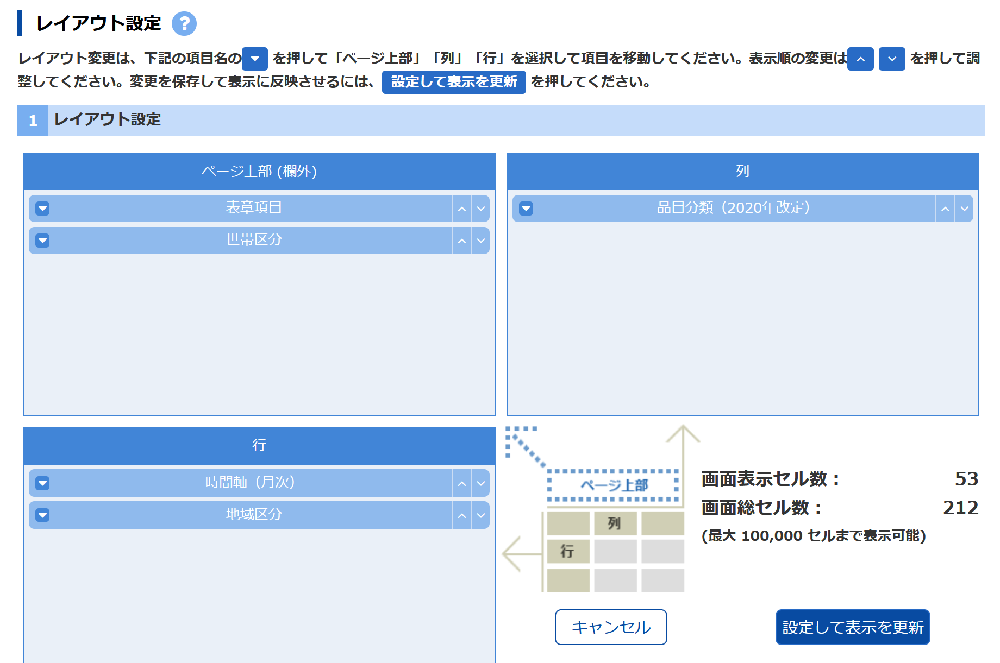 レイアウト設定 ?
レイアウト変更は、下記の項目名の を押して「ページ上部」「列」「行」を選択して項目を移動してください。表示順の変更は を押して調
整してください。変更を保存して表示に反映させるには、 設定して表示を更新 を押してください。
1 レイアウト設定
ページ上部 (欄外)
表章項目
世帯区分
列
品目分類（2020年改定）
行
時間軸（月次）
地域区分
ページ上部
列
行
画面表示セル数： 53
画面総セル数： 212
(最大 100,000 セルまで表示可能)
キャンセル
設定して表示を更新